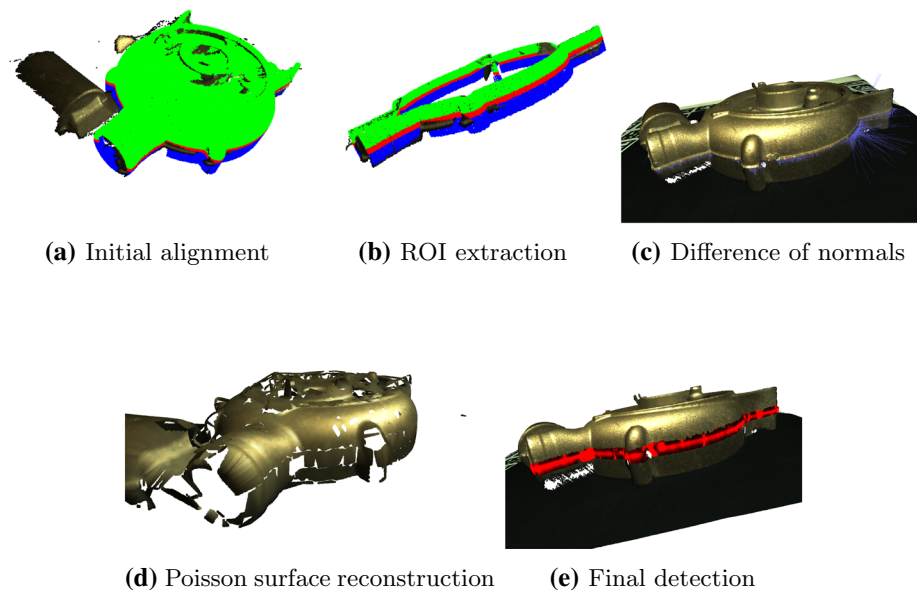 (a) Initial alignment
(b) ROI extraction
(c) Difference of normals
(d) Poisson surface reconstruction
(e) Final detection